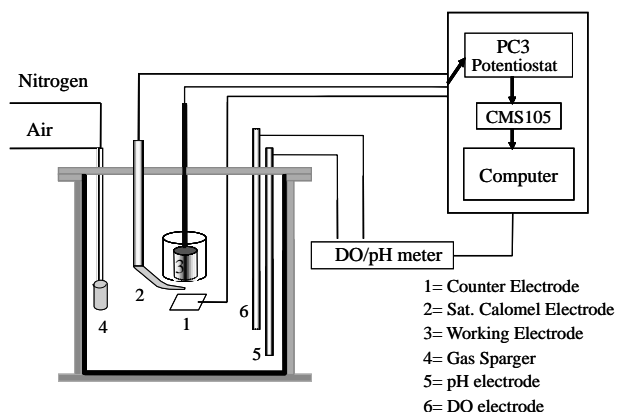 Nitrogen
Air
PC3
Potentiostat
CMS105
Computer
DO/pH meter
3
2
1
4
6
5
1= Counter Electrode
2= Sat. Calomel Electrode
3= Working Electrode
4= Gas Sparger
5= pH electrode
6= DO electrode